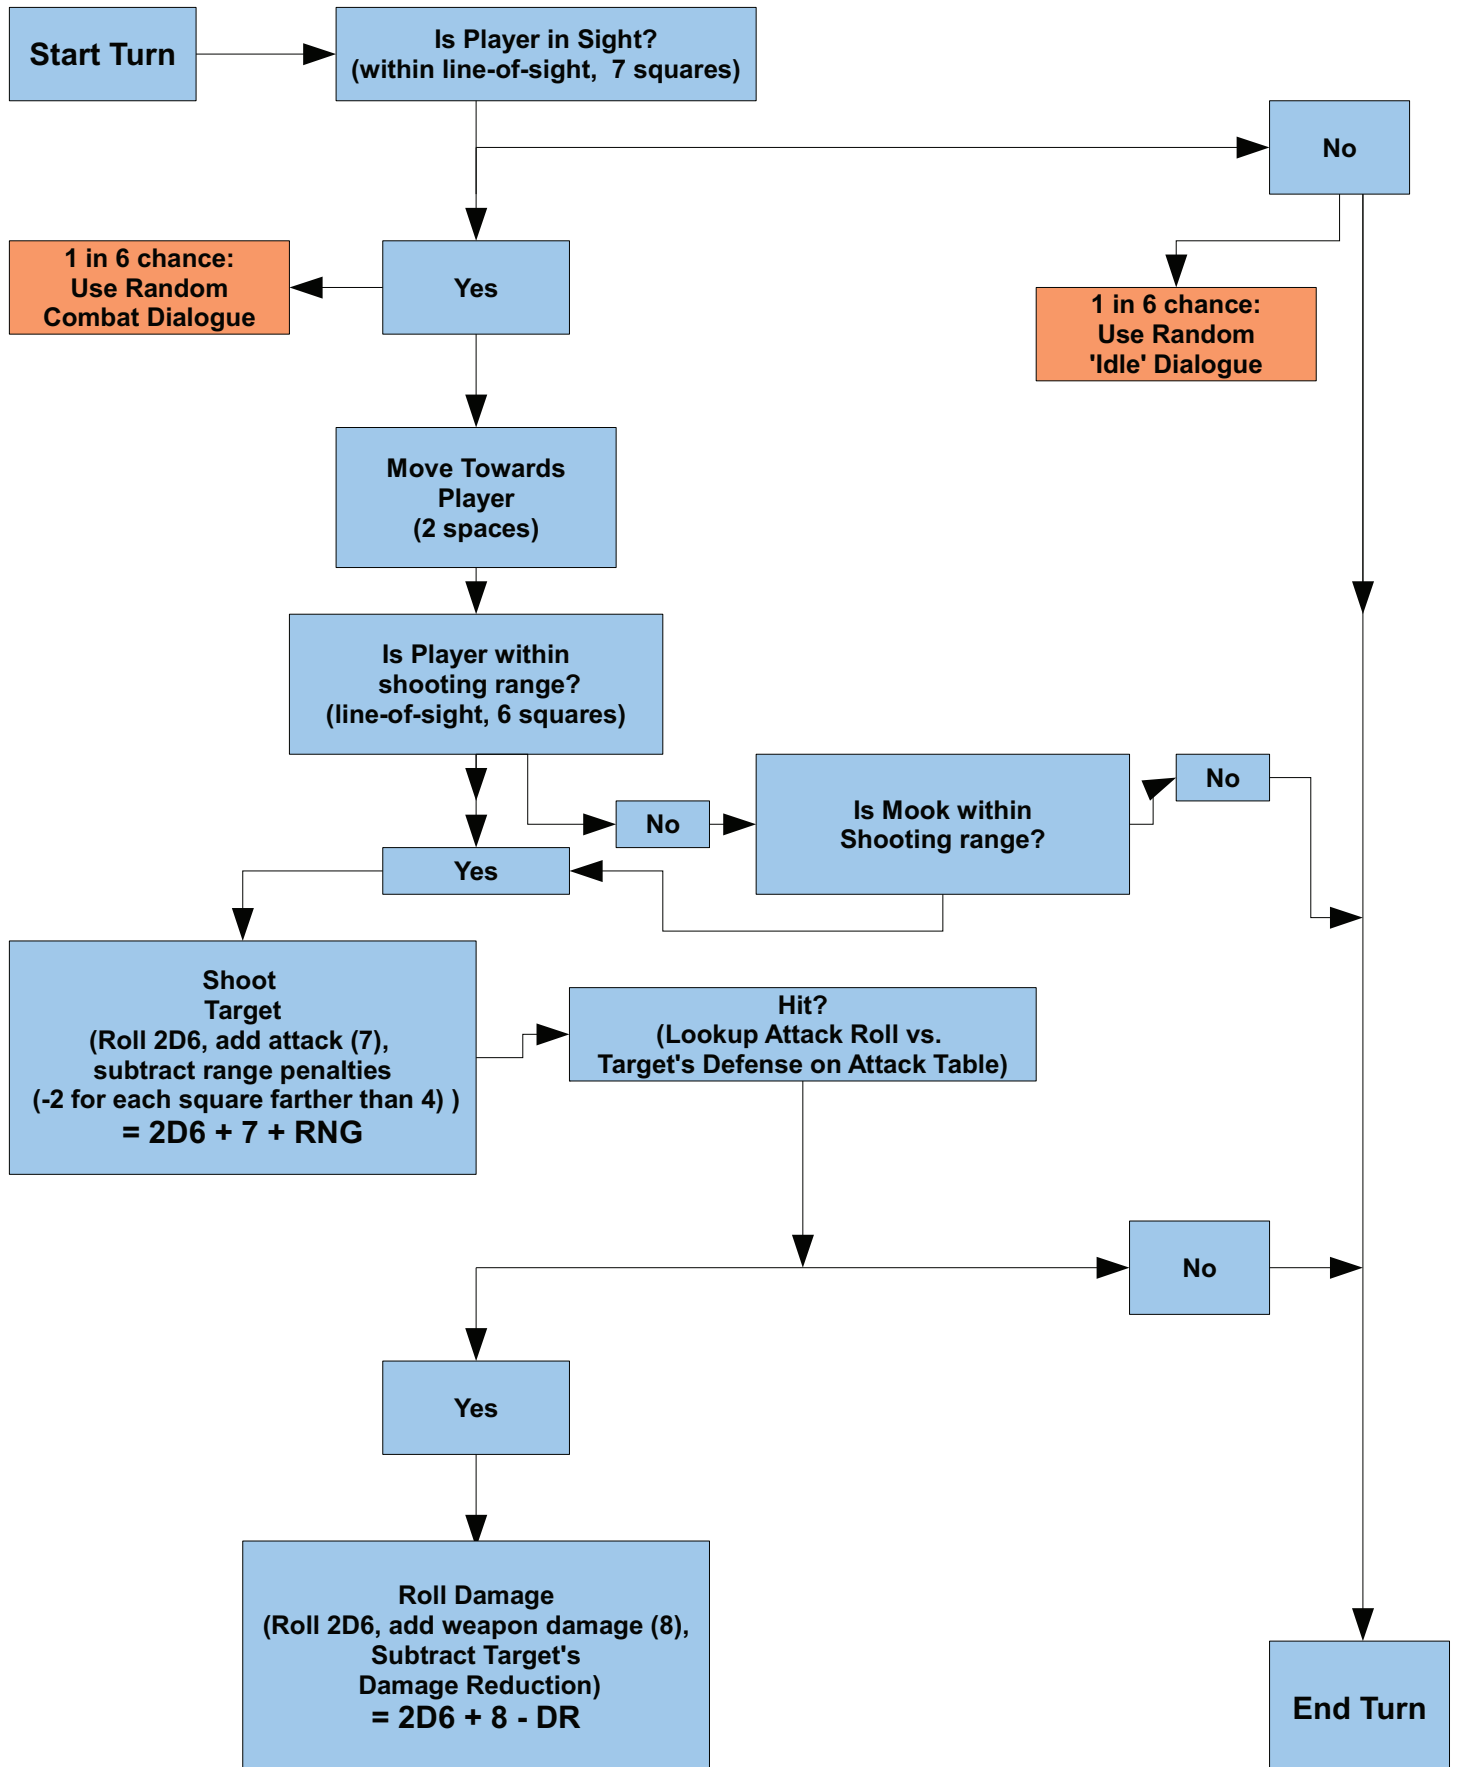 Start Turn
Is Player in Sight?
(within line-of-sight, 7 squares)
No
1 in 6 chance:
Use Random
Combat Dialogue
Yes
1 in 6 chance:
Use Random
'Idle' Dialogue
Move Towards
Player
(2 spaces)
Is Player within
shooting range?
(line-of-sight, 6 squares)
No
Is Mook within
Shooting range?
No
Yes
Shoot
Target
(Roll 2D6, add attack (7),
subtract range penalties
(-2 for each square farther than 4) )
= 2D6 + 7 + RNG
Hit?
(Lookup Attack Roll vs.
Target's Defense on Attack Table)
No
Yes
Roll Damage
(Roll 2D6, add weapon damage (8),
Subtract Target's
Damage Reduction)
= 2D6 + 8 - DR
End Turn